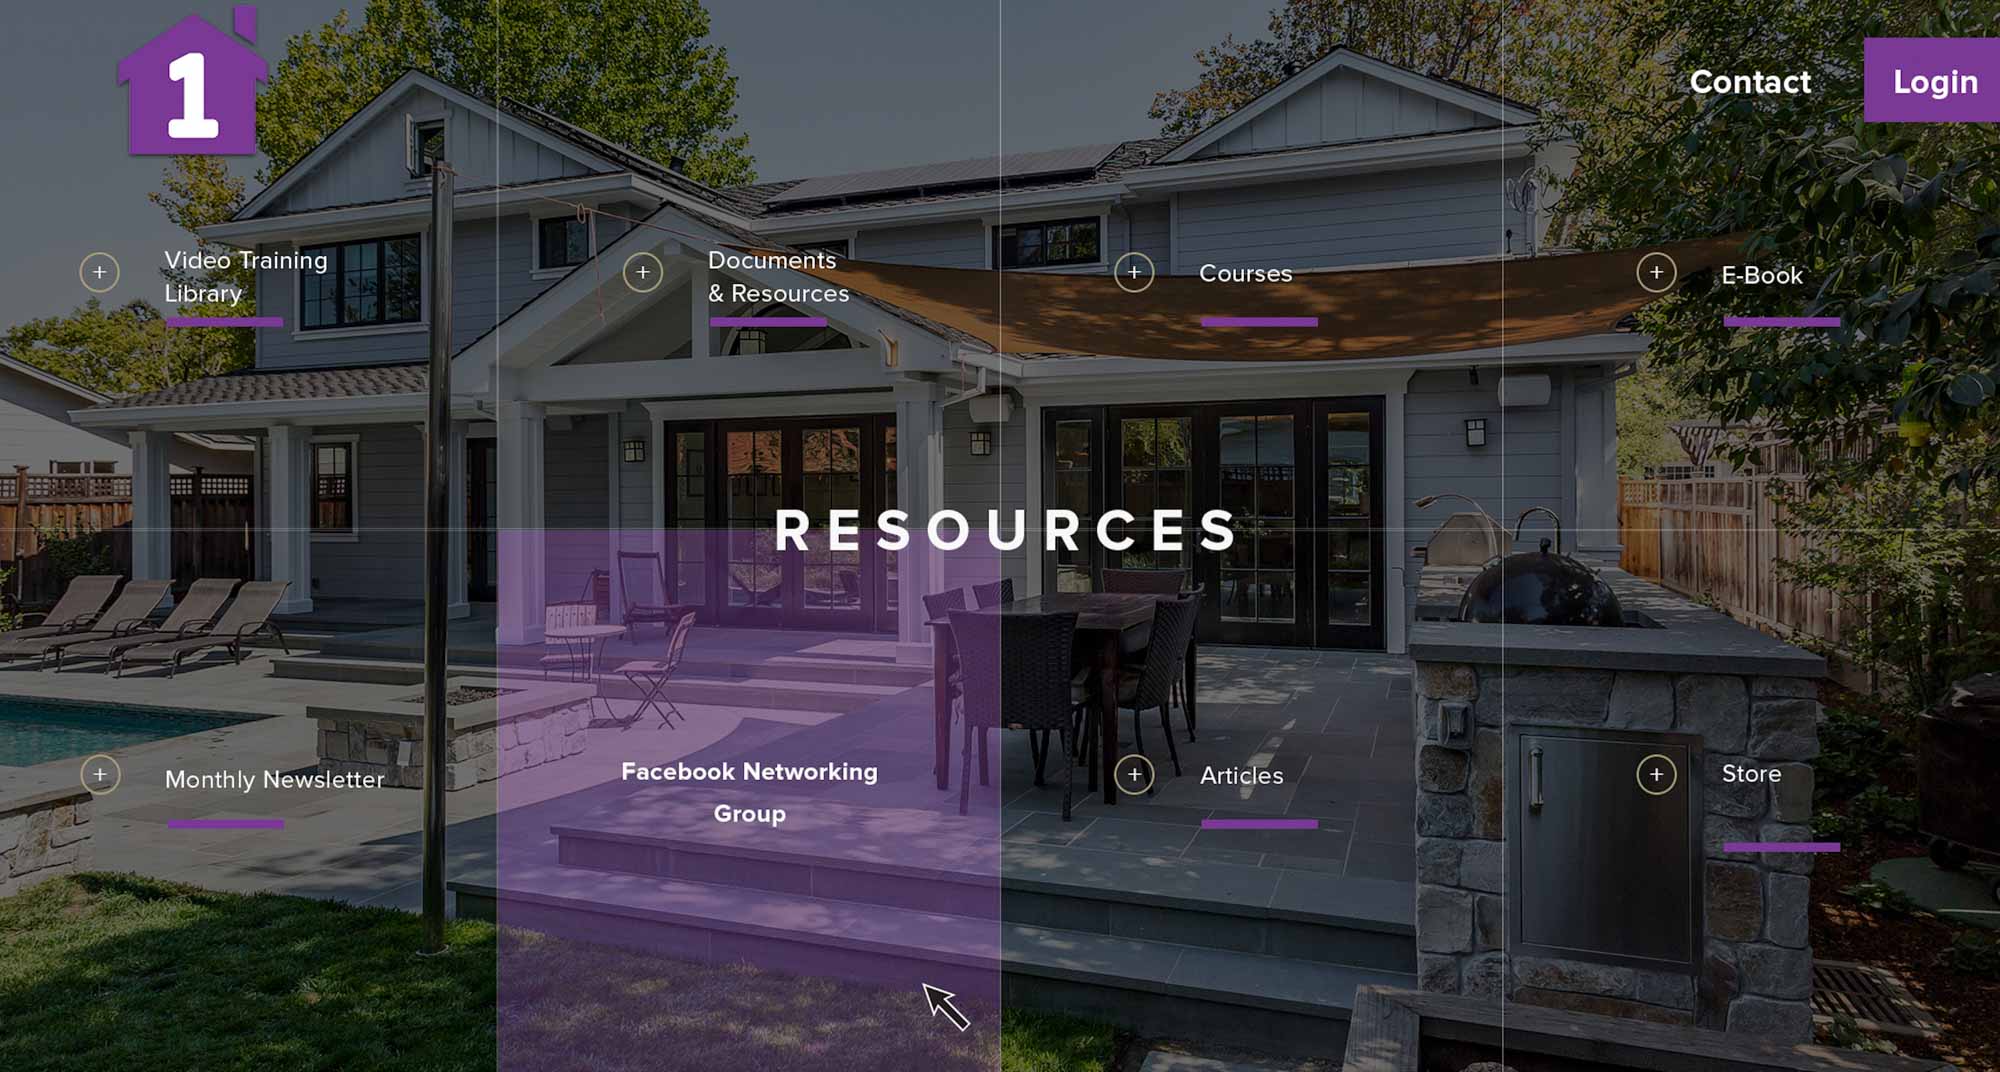 1
Contact
Login
Video Training
Library
Documents
& Resources
Courses
E-Book
RESOURCES
Monthly Newsletter
Facebook Networking
Group
Articles
Store